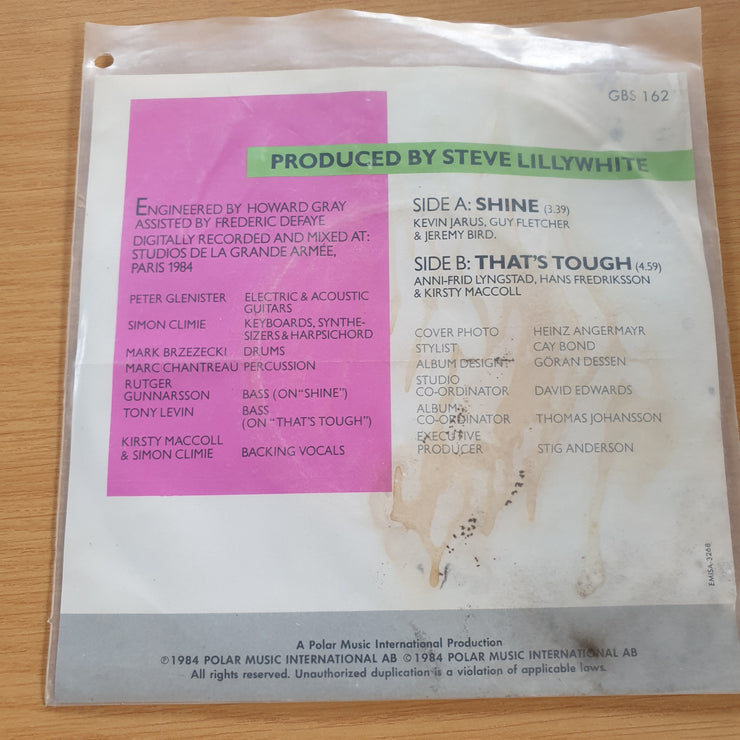 GBS 162
PRODUCED BY STEVE LILLYWHITE
ENGINEERED BY HOWARD GRAY
ASSISTED BY FREDERIC DEFAYE
DIGITALLY RECORDED AND MIXED AT:
STUDIOS DE LA GRANDE ARMÉE,
PARIS 1984
PETER GLENISTER ELECTRIC & ACOUSTIC
GUITARS
SIMON CLIMIE KEYBOARDS, SYNTHE-
SIZERS & HARPSICHORD
MARK BRZEZECKI DRUMS
MARC CHANTREAU PERCUSSION
RUTGER
GUNNARSSON BASS (ON "SHINE")
TONY LEVIN BASS
(ON "THAT'S TOUGH")
KIRSTY MACCOLL
& SIMON CLIMIE BACKING VOCALS
SIDE A: SHINE (3.39)
KEVIN JARUS, GUY FLETCHER
& JEREMY BIRD.
SIDE B: THAT'S TOUGH (4.59)
ANNI-FRID LYNGSTAD, HANS FREDRIKSSON
& KIRSTY MACCOLL
COVER PHOTO HEINZ ANGERMAYR
STYLIST CAY BOND
ALBUM DESIGN: GÖRAN DESSEN
STUDIO
CO-ORDINATOR DAVID EDWARDS
ALBUM
CO-ORDINATOR THOMAS JOHANSSON
EXECUTIVE
PRODUCER STIG ANDERSON
EMISA-3268
A Polar Music International Production
℗ 1984 POLAR MUSIC INTERNATIONAL AB © 1984 POLAR MUSIC INTERNATIONAL AB
All rights reserved. Unauthorized duplication is a violation of applicable laws.